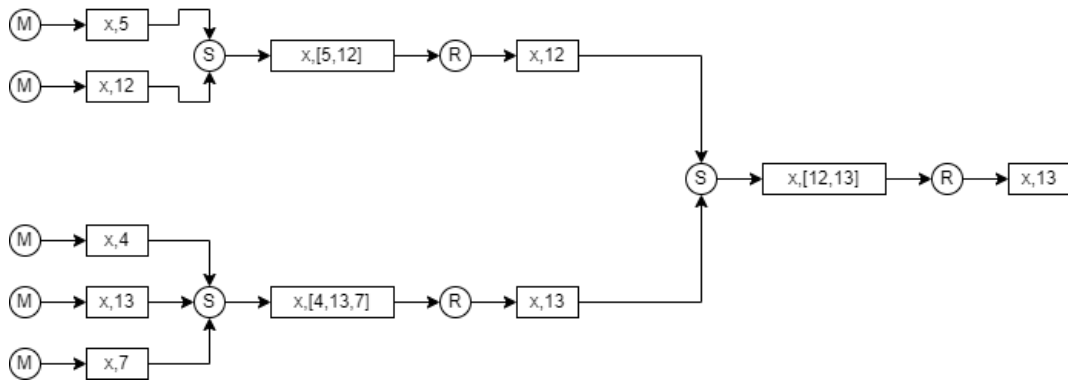 M
x,5
M
x,12
S
x,[5,12]
R
x,12
M
x,4
M
x,13
M
x,7
S
x,[4,13,7]
R
x,13
S
x,[12,13]
R
x,13